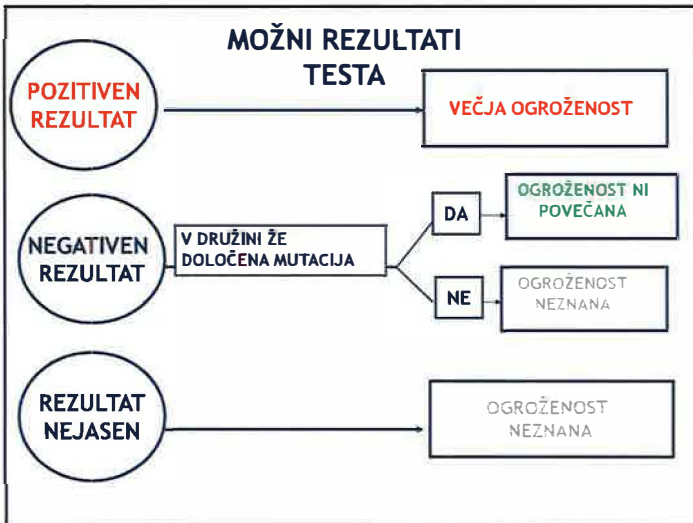 MOŽNI REZULTATI
TESTA
POZITIVEN
REZULTAT
VEČJA OGROŽENOST
NEGATIVEN
REZULTAT
V DRUŽINI ŽE
DOLOČENA MUTACIJA
DA
OGROŽENOST NI
POVEČANA
NE
OGROŽENOST
NEZNANA
REZULTAT
NEJASEN
OGROŽENOST
NEZNANA